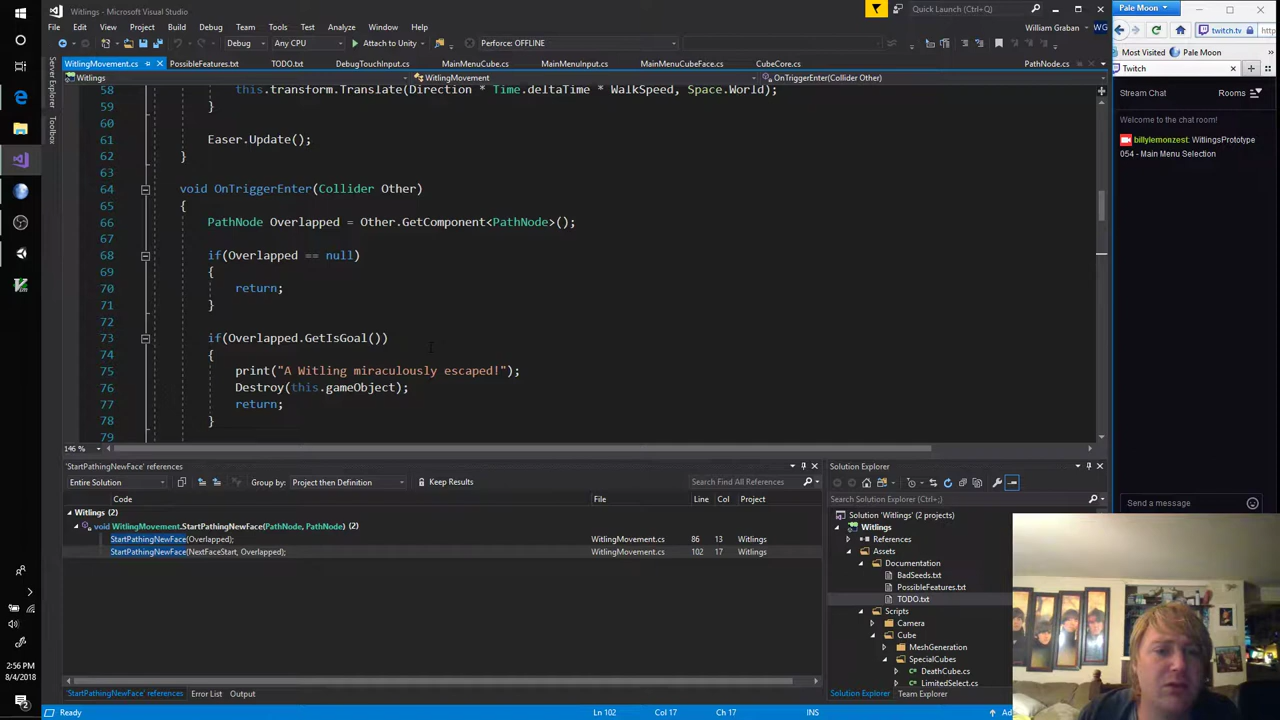 Witlings - Microsoft Visual Studio
Quick Launch (Ctrl+Q)
Pale Moon
File Edit View Project Build Debug Team Tools Architecture Test Analyze Window Help
William Graban WG
Debug Any CPU Attach to Unity Perforce: OFFLINE
twitch.tv http
Most Visited Pale Moon
WitlingMovement.cs PossibleFeatures.txt TODO.txt DebugTouchInput.cs MainMenuCube.cs MainMenuInput.cs MainMenuCubeFace.cs CubeCore.cs PathNode.cs
Twitch
Witlings WitlingMovement OnTriggerEnter(Collider Other)
Server Explorer
Toolbox
58 this.transform.Translate(Direction * Time.deltaTime * WalkSpeed, Space.World);
59 }
60
61 Easer.Update();
62 }
63
64 void OnTriggerEnter(Collider Other)
65 {
66 PathNode Overlapped = Other.GetComponent<PathNode>();
67
68 if(Overlapped == null)
69 {
70 return;
71 }
72
73 if(Overlapped.GetIsGoal())
74 {
75 print("A Witling miraculously escaped!");
76 Destroy(this.gameObject);
77 return;
78 }
79
146 %
Stream Chat Rooms
Welcome to the chat room!
billylemonzest: WitlingsPrototype
054 - Main Menu Selection
Send a message
'StartPathingNewFace' references
Entire Solution Group by: Project then Definition Keep Results Search Find All References
Code File Line Col Project
Witlings (2)
void WitlingMovement.StartPathingNewFace(PathNode, PathNode) (2)
StartPathingNewFace(Overlapped); WitlingMovement.cs 86 13 Witlings
StartPathingNewFace(NextFaceStart, Overlapped); WitlingMovement.cs 102 17 Witlings
Solution Explorer
Search Solution Explorer (Ctrl+;)
Solution 'Witlings' (2 projects)
Witlings
References
Assets
Documentation
BadSeeds.txt
PossibleFeatures.txt
TODO.txt
Scripts
Camera
Cube
MeshGeneration
SpecialCubes
DeathCube.cs
LimitedSelect.cs
'StartPathingNewFace' references Error List Output
Solution Explorer Team Explorer
Ready Ln 102 Col 17 Ch 17 INS
2:56 PM
8/4/2018
2